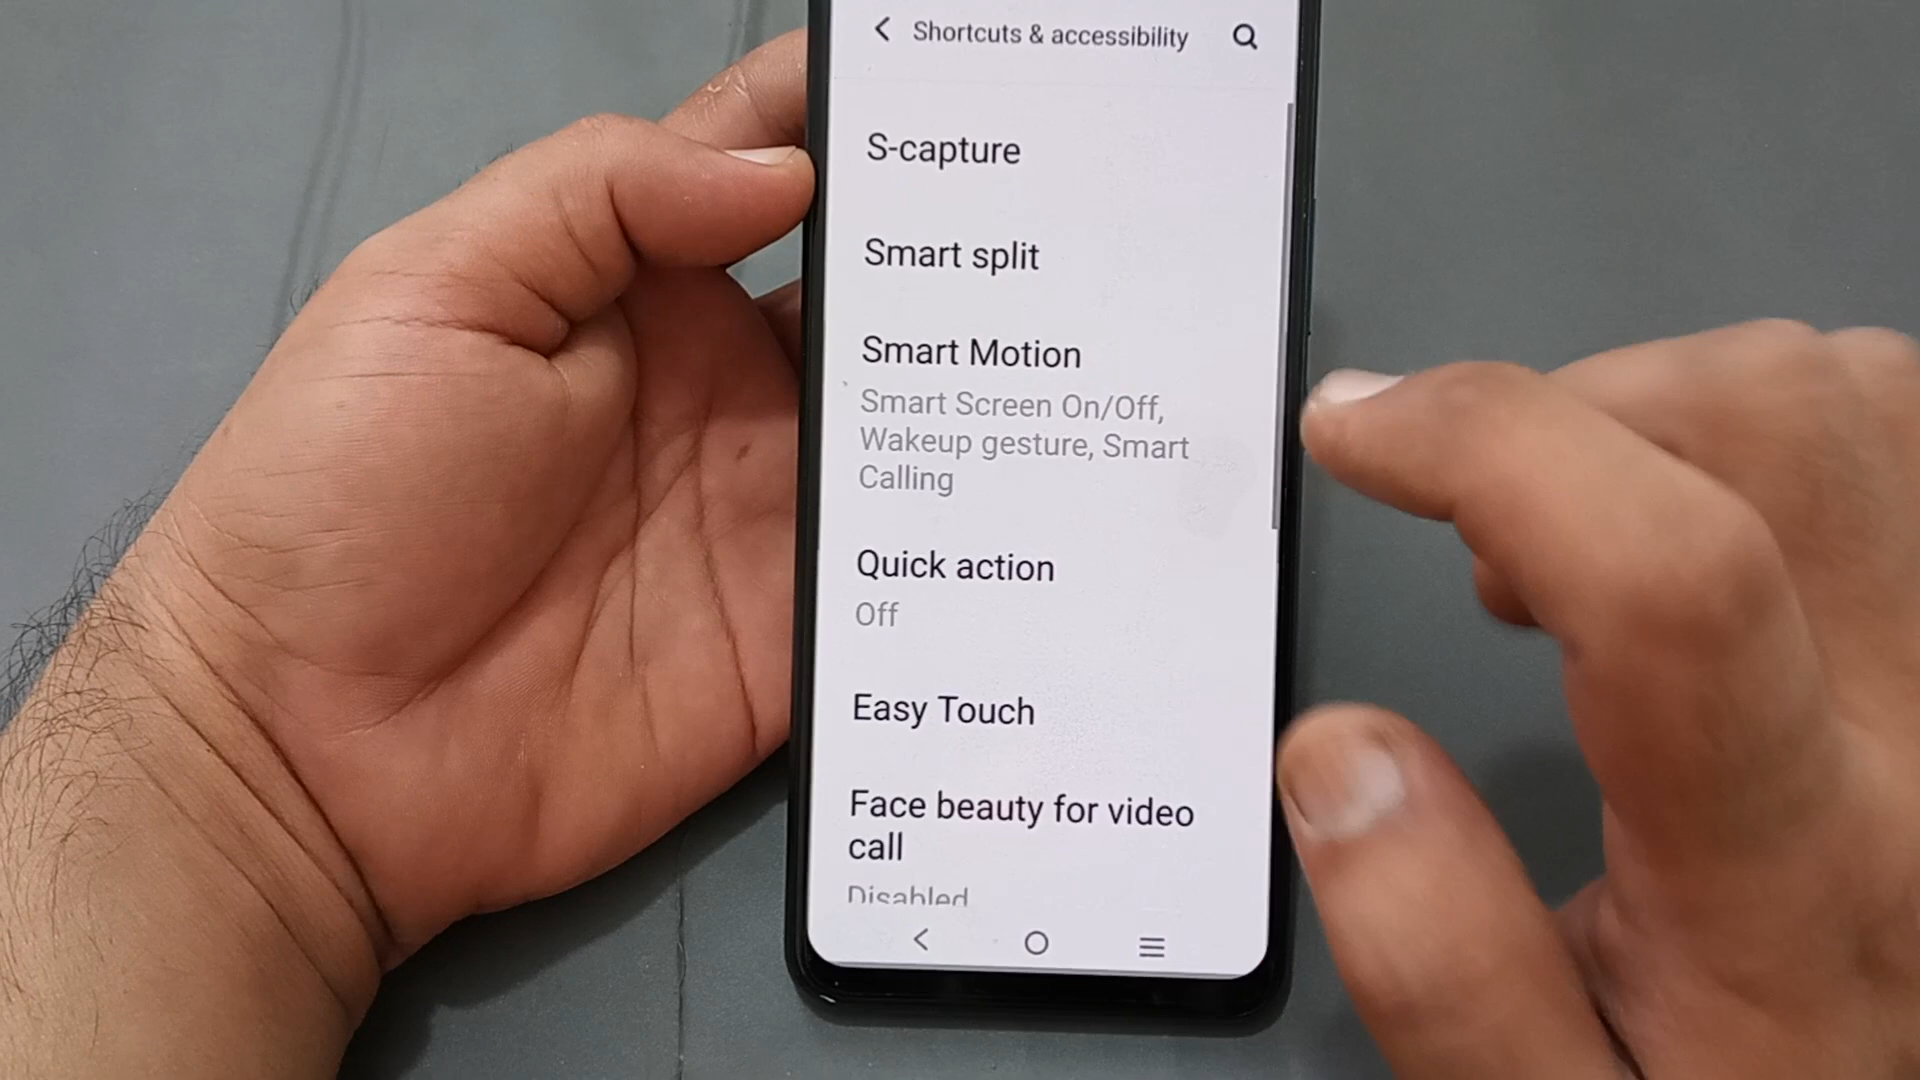 Shortcuts & accessibility
S-capture
Smart split
Smart Motion
Smart Screen On/Off,
Wakeup gesture, Smart
Calling
Quick action
Off
Easy Touch
Face beauty for video
call
Disabled